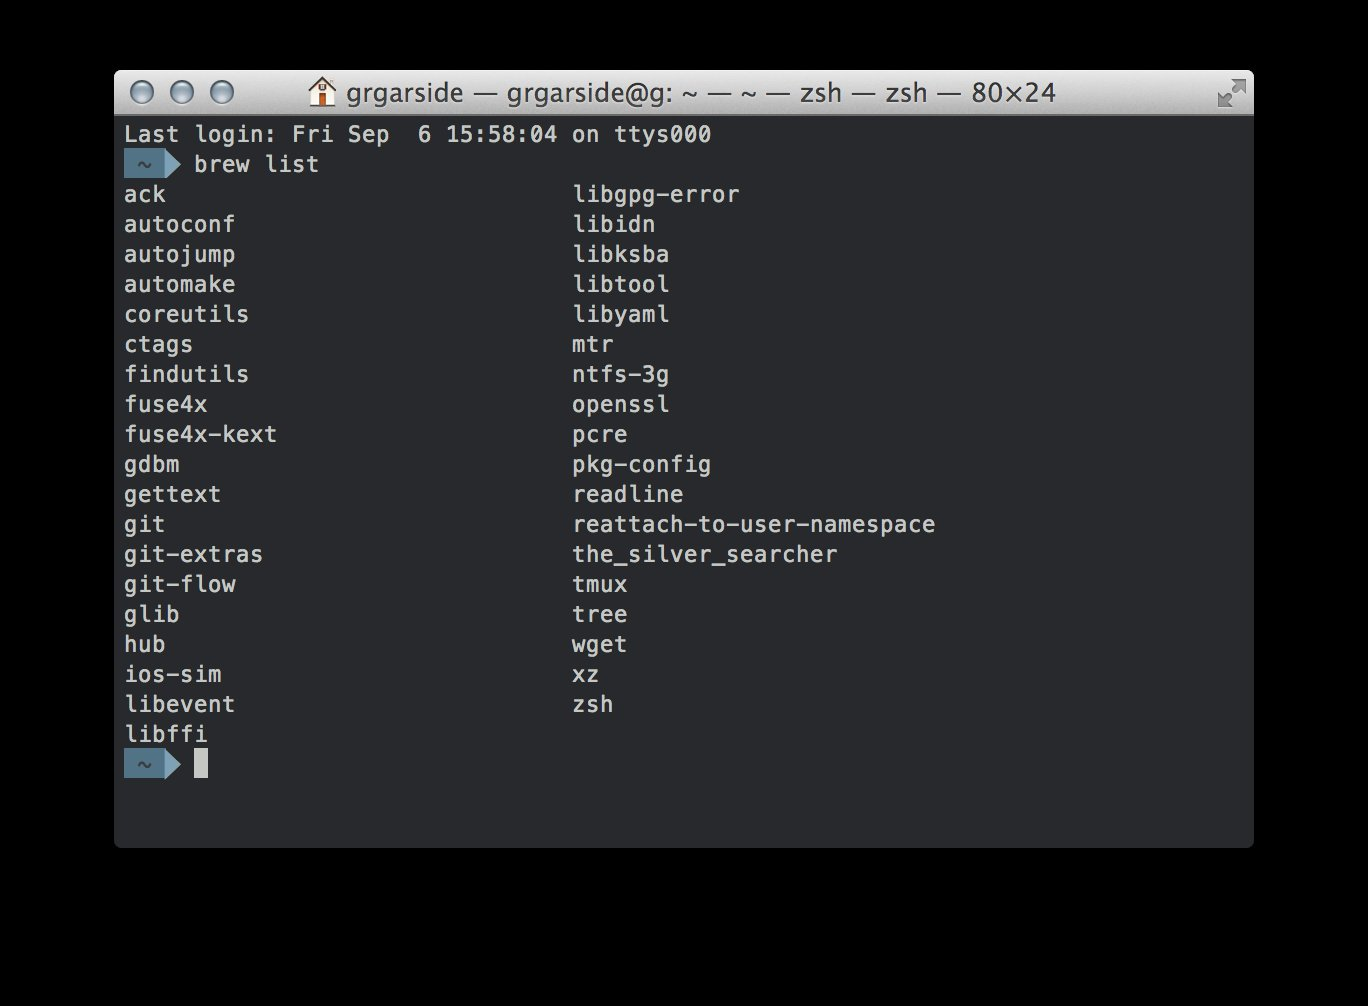 grgarside — grgarside@g: ~ — ~ — zsh — zsh — 80×24
Last login: Fri Sep  6 15:58:04 on ttys000
~ brew list
ack                             libgpg-error
autoconf                        libidn
autojump                        libksba
automake                        libtool
coreutils                       libyaml
ctags                           mtr
findutils                       ntfs-3g
fuse4x                          openssl
fuse4x-kext                     pcre
gdbm                            pkg-config
gettext                         readline
git                             reattach-to-user-namespace
git-extras                      the_silver_searcher
git-flow                        tmux
glib                            tree
hub                             wget
ios-sim                         xz
libevent                        zsh
libffi
~